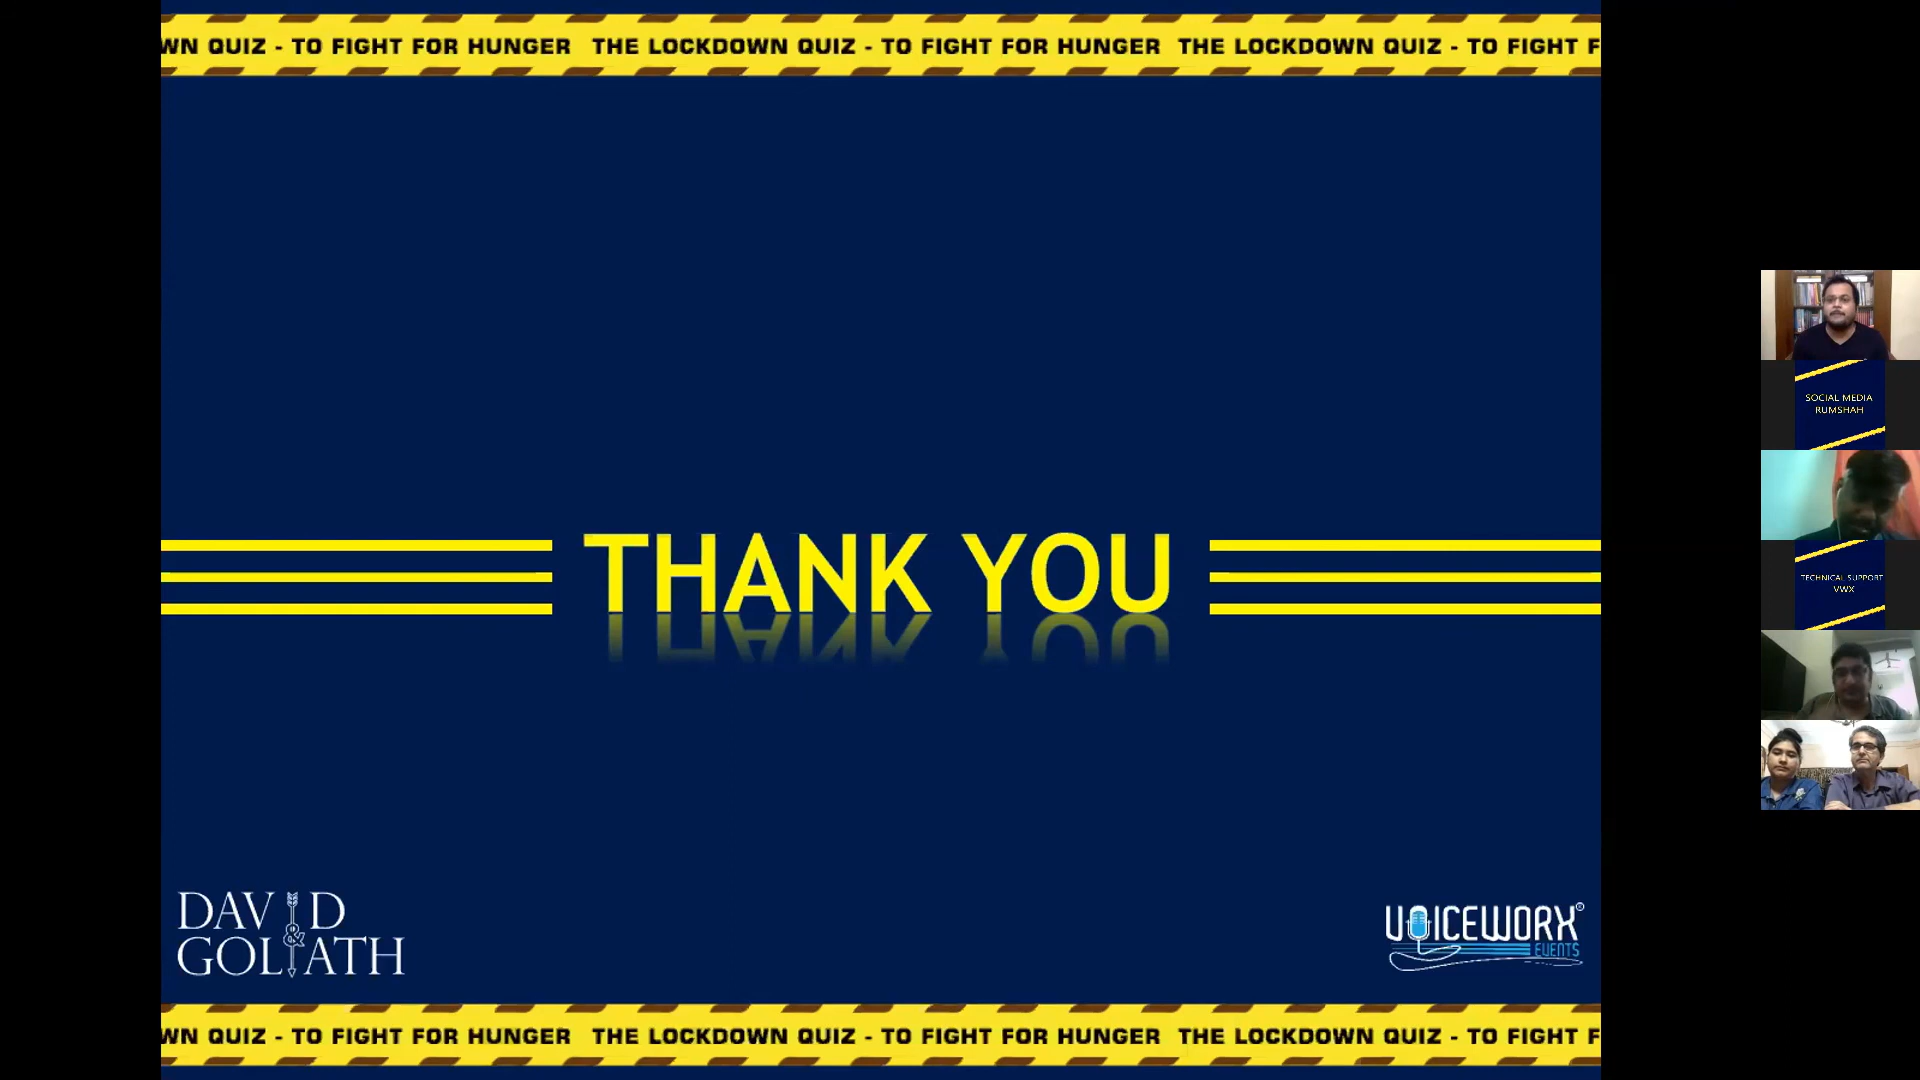 WN QUIZ - TO FIGHT FOR HUNGER THE LOCKDOWN QUIZ - TO FIGHT FOR HUNGER THE LOCKDOWN QUIZ - TO FIGHT F
SOCIAL MEDIA
RUMSHAH
THANK YOU
TECHNICAL SUPPORT
VWX
DAVID
&
GOLIATH
VOICEWORX®
EVENTS
WN QUIZ - TO FIGHT FOR HUNGER THE LOCKDOWN QUIZ - TO FIGHT FOR HUNGER THE LOCKDOWN QUIZ - TO FIGHT F